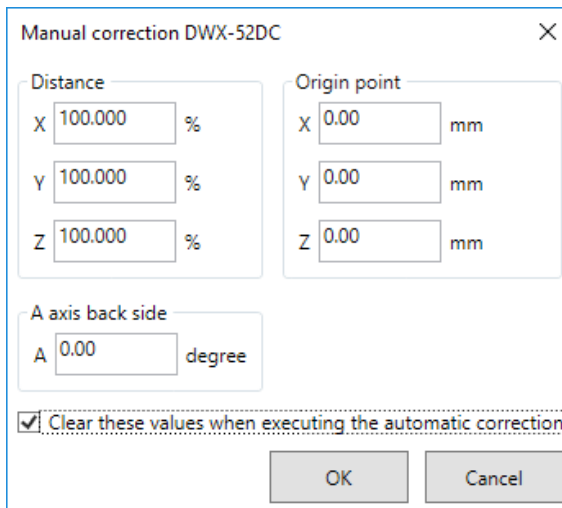 Manual correction DWX-52DC
Distance
X 100.000 %
Y 100.000 %
Z 100.000 %
Origin point
X 0.00 mm
Y 0.00 mm
Z 0.00 mm
A axis back side
A 0.00 degree
Clear these values when executing the automatic correction
OK Cancel